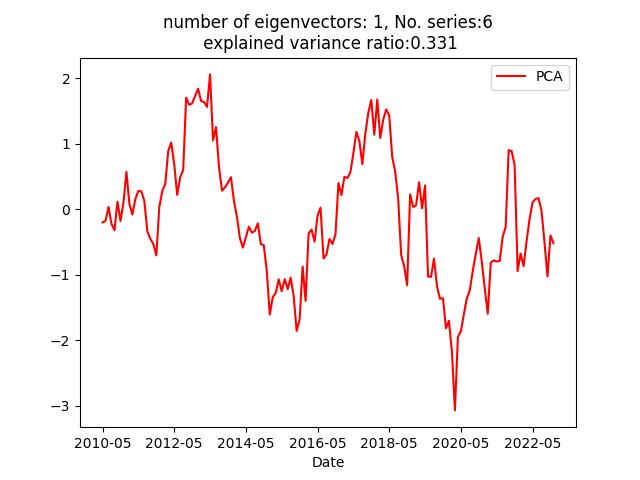 number of eigenvectors: 1, No. series:6
explained variance ratio:0.331
PCA
2
1
0
−1
−2
−3
2010-05 2012-05 2014-05 2016-05 2018-05 2020-05 2022-05
Date